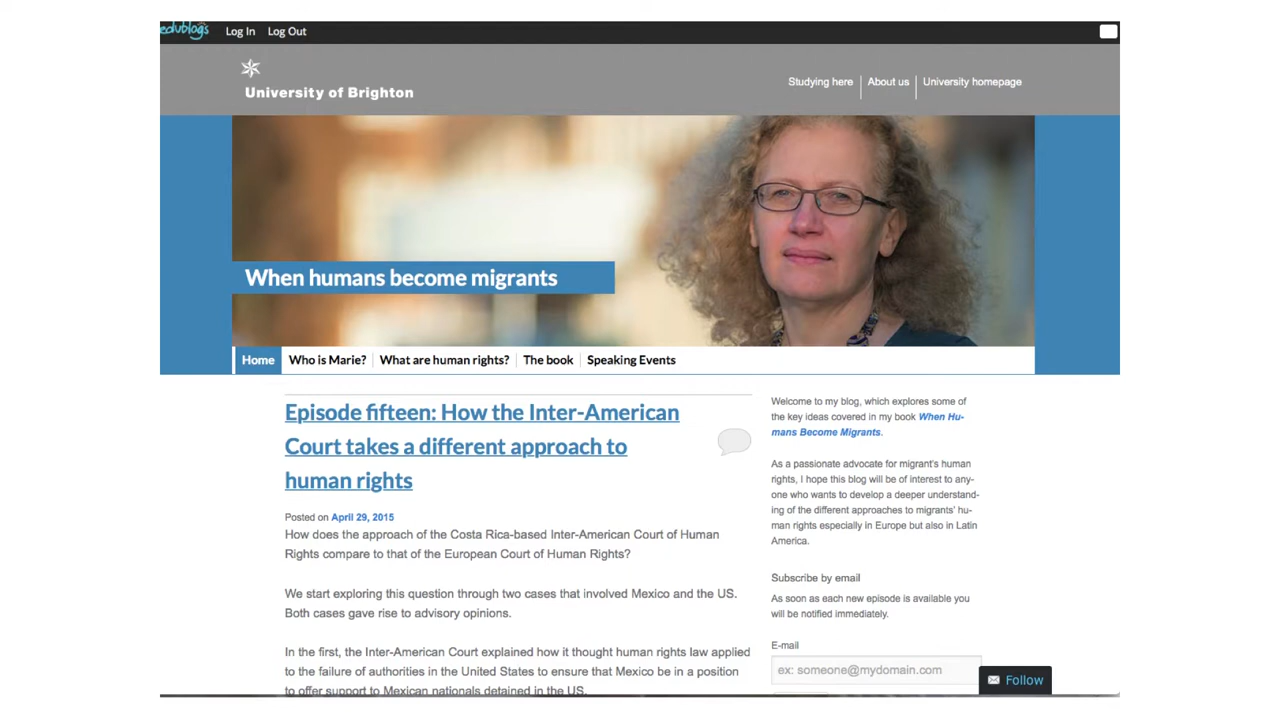 edublogs Log In Log Out
University of Brighton
Studying here About us University homepage
When humans become migrants
Home Who is Marie? What are human rights? The book Speaking Events
Episode fifteen: How the Inter-American
Court takes a different approach to
human rights
Posted on April 29, 2015
How does the approach of the Costa Rica-based Inter-American Court of Human
Rights compare to that of the European Court of Human Rights?
We start exploring this question through two cases that involved Mexico and the US.
Both cases gave rise to advisory opinions.
In the first, the Inter-American Court explained how it thought human rights law applied
to the failure of authorities in the United States to ensure that Mexico be in a position
to offer support to Mexican nationals detained in the US.
Welcome to my blog, which explores some of
the key ideas covered in my book When Hu-
mans Become Migrants.
As a passionate advocate for migrant's human
rights, I hope this blog will be of interest to any-
one who wants to develop a deeper understand-
ing of the different approaches to migrants' hu-
man rights especially in Europe but also in Latin
America.
Subscribe by email
As soon as each new episode is available you
will be notified immediately.
E-mail
ex: someone@mydomain.com
Follow